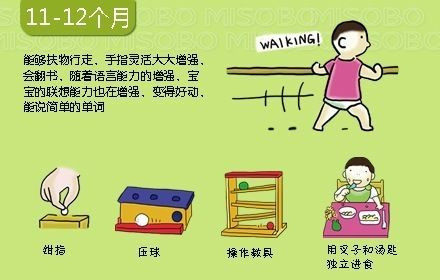 MISOBO MISOBO
11-12个月
MISOBO MISOBO
WALKING!
能够扶物行走、手指灵活大大增强、
会翻书、随着语言能力的增强、宝
宝的联想能力也在增强、变得好动、
能说简单的单词
钳指
压球
操作教具
用叉子和汤匙
独立进食